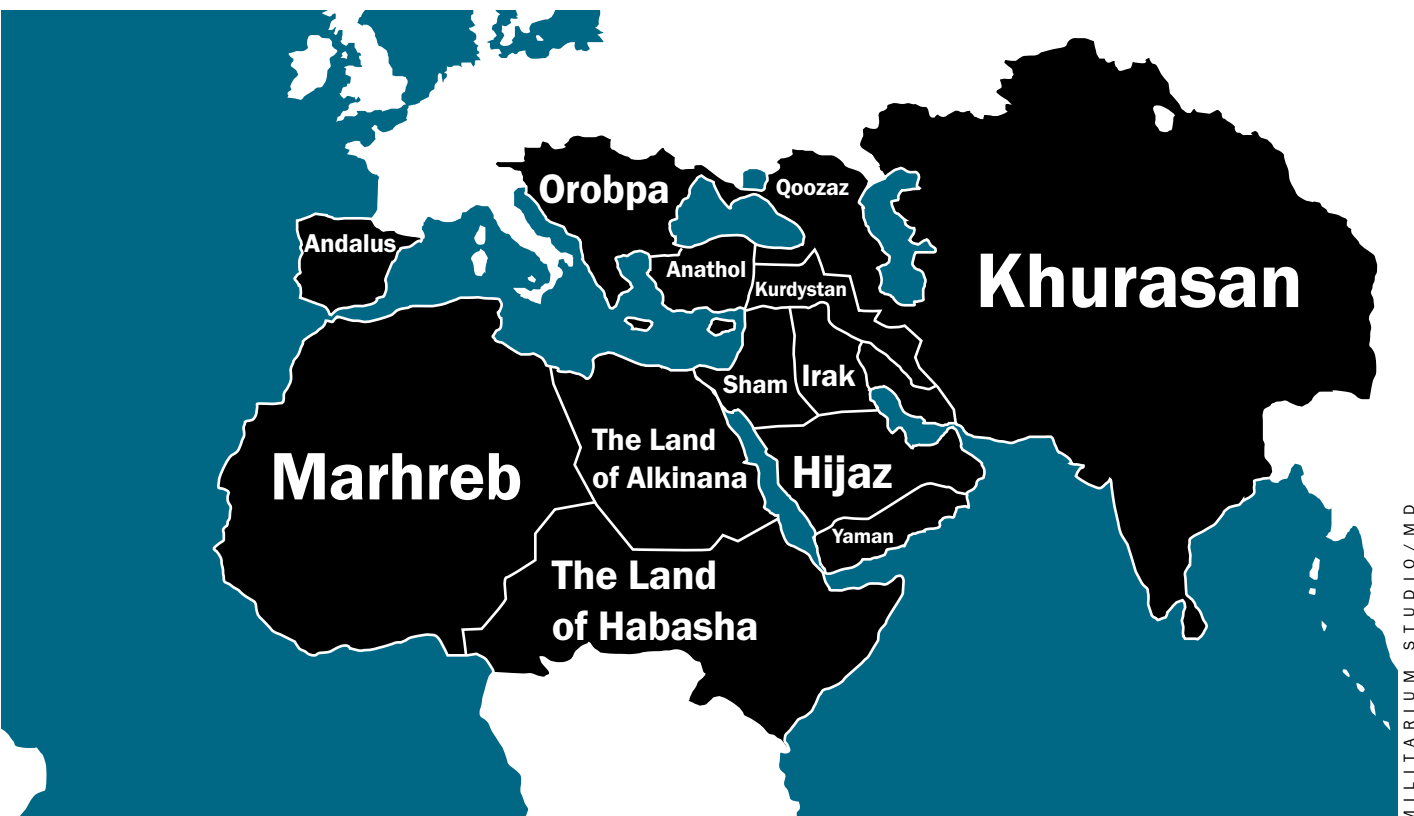 Orobpa
Qoozaz
Andalus
Anathol
Kurdystan
Khurasan
Sham
Irak
Marhreb
The Land
of Alkinana
Hijaz
Yaman
The Land
of Habasha
MILITARIUM STUDIO/MD